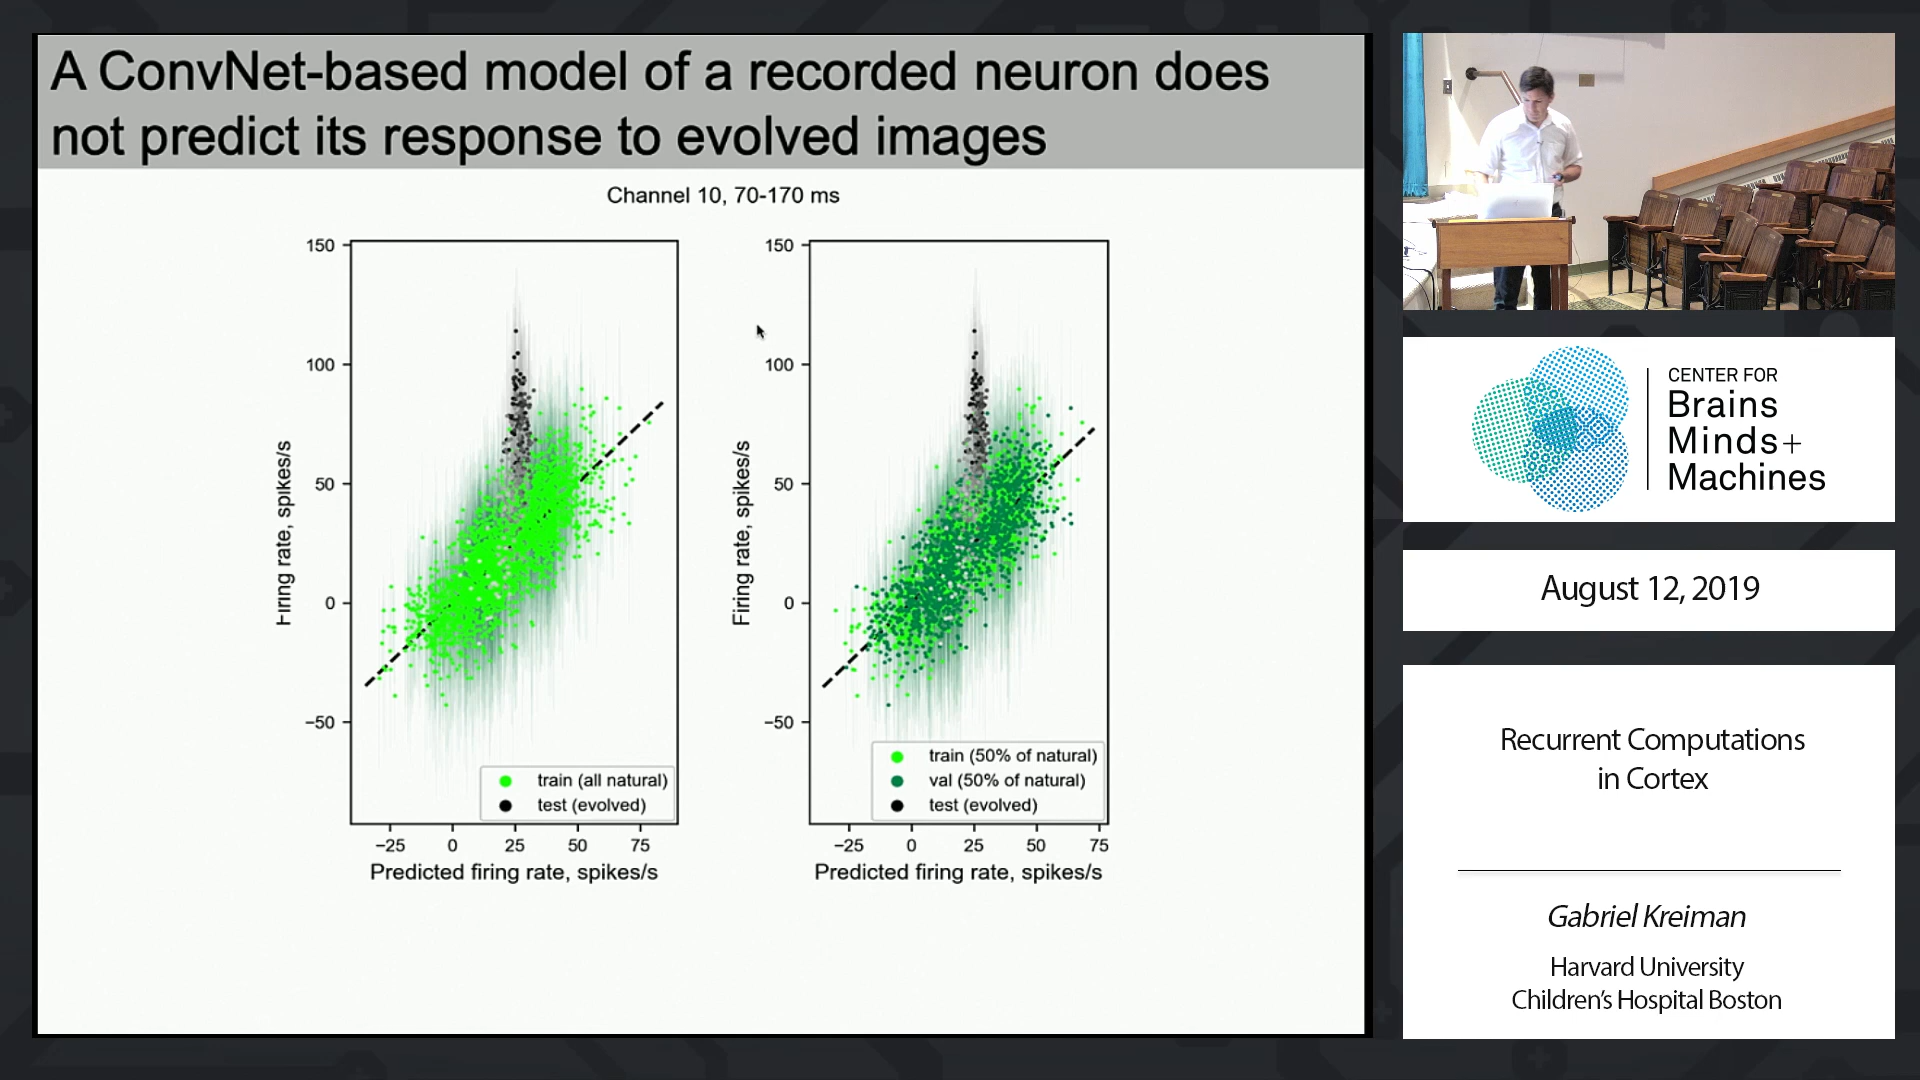 A ConvNet-based model of a recorded neuron does
not predict its response to evolved images
Channel 10, 70-170 ms
150
100
50
0
−50
Firing rate, spikes/s
train (all natural)
test (evolved)
−25 0 25 50 75
Predicted firing rate, spikes/s
150
100
50
0
−50
Firing rate, spikes/s
train (50% of natural)
val (50% of natural)
test (evolved)
−25 0 25 50 75
Predicted firing rate, spikes/s
CENTER FOR
Brains
Minds+
Machines
August 12, 2019
Recurrent Computations
in Cortex
Gabriel Kreiman
Harvard University
Children's Hospital Boston